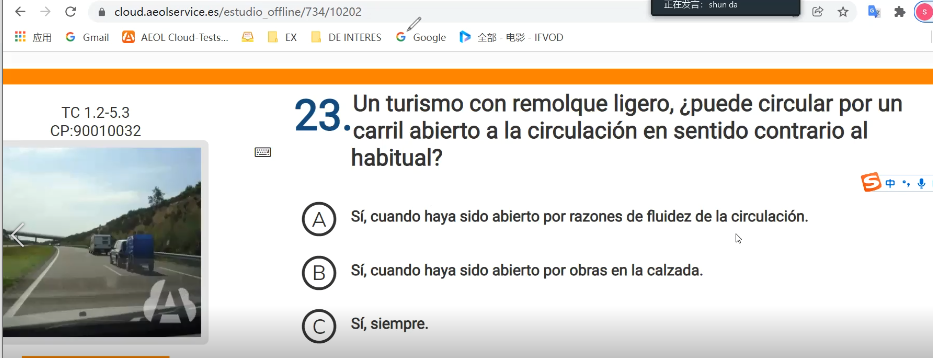 正在发言: shun da
cloud.aeolservice.es/estudio_offline/734/10202
应用 Gmail AEOL Cloud-Tests... EX DE INTERES Google 全部 - 电影 - IFVOD
TC 1.2-5.3
CP:90010032
23. Un turismo con remolque ligero, ¿puede circular por un
carril abierto a la circulación en sentido contrario al
habitual?
中
A Sí, cuando haya sido abierto por razones de fluidez de la circulación.
B Sí, cuando haya sido abierto por obras en la calzada.
C Sí, siempre.